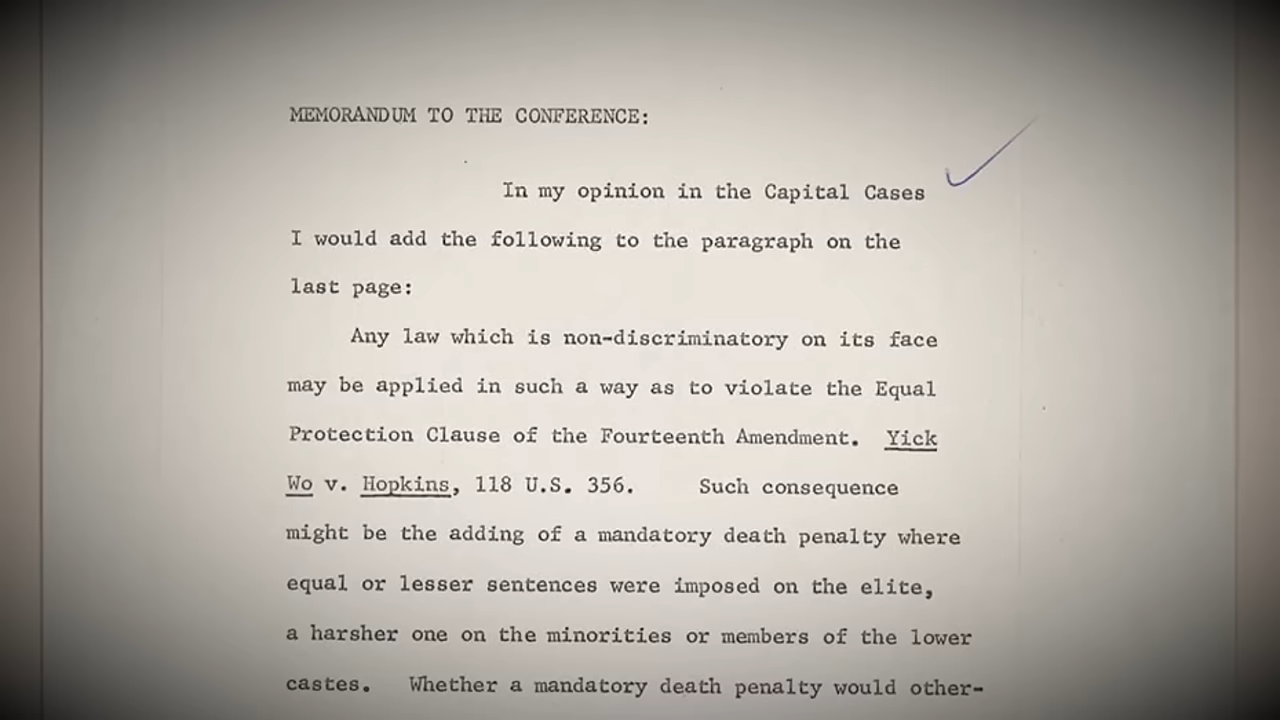 MEMORANDUM TO THE CONFERENCE:
In my opinion in the Capital Cases
I would add the following to the paragraph on the
last page:
Any law which is non-discriminatory on its face
may be applied in such a way as to violate the Equal
Protection Clause of the Fourteenth Amendment. Yick
Wo v. Hopkins, 118 U.S. 356. Such consequence
might be the adding of a mandatory death penalty where
equal or lesser sentences were imposed on the elite,
a harsher one on the minorities or members of the lower
castes. Whether a mandatory death penalty would other-